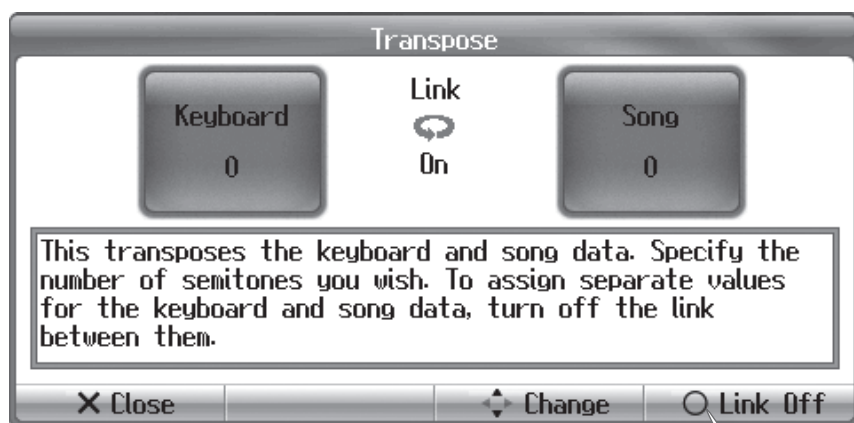 Transpose
Keyboard
0
Link
On
Song
0
This transposes the keyboard and song data. Specify the
number of semitones you wish. To assign separate values
for the keyboard and song data, turn off the link
between them.
Close
Change
Link Off